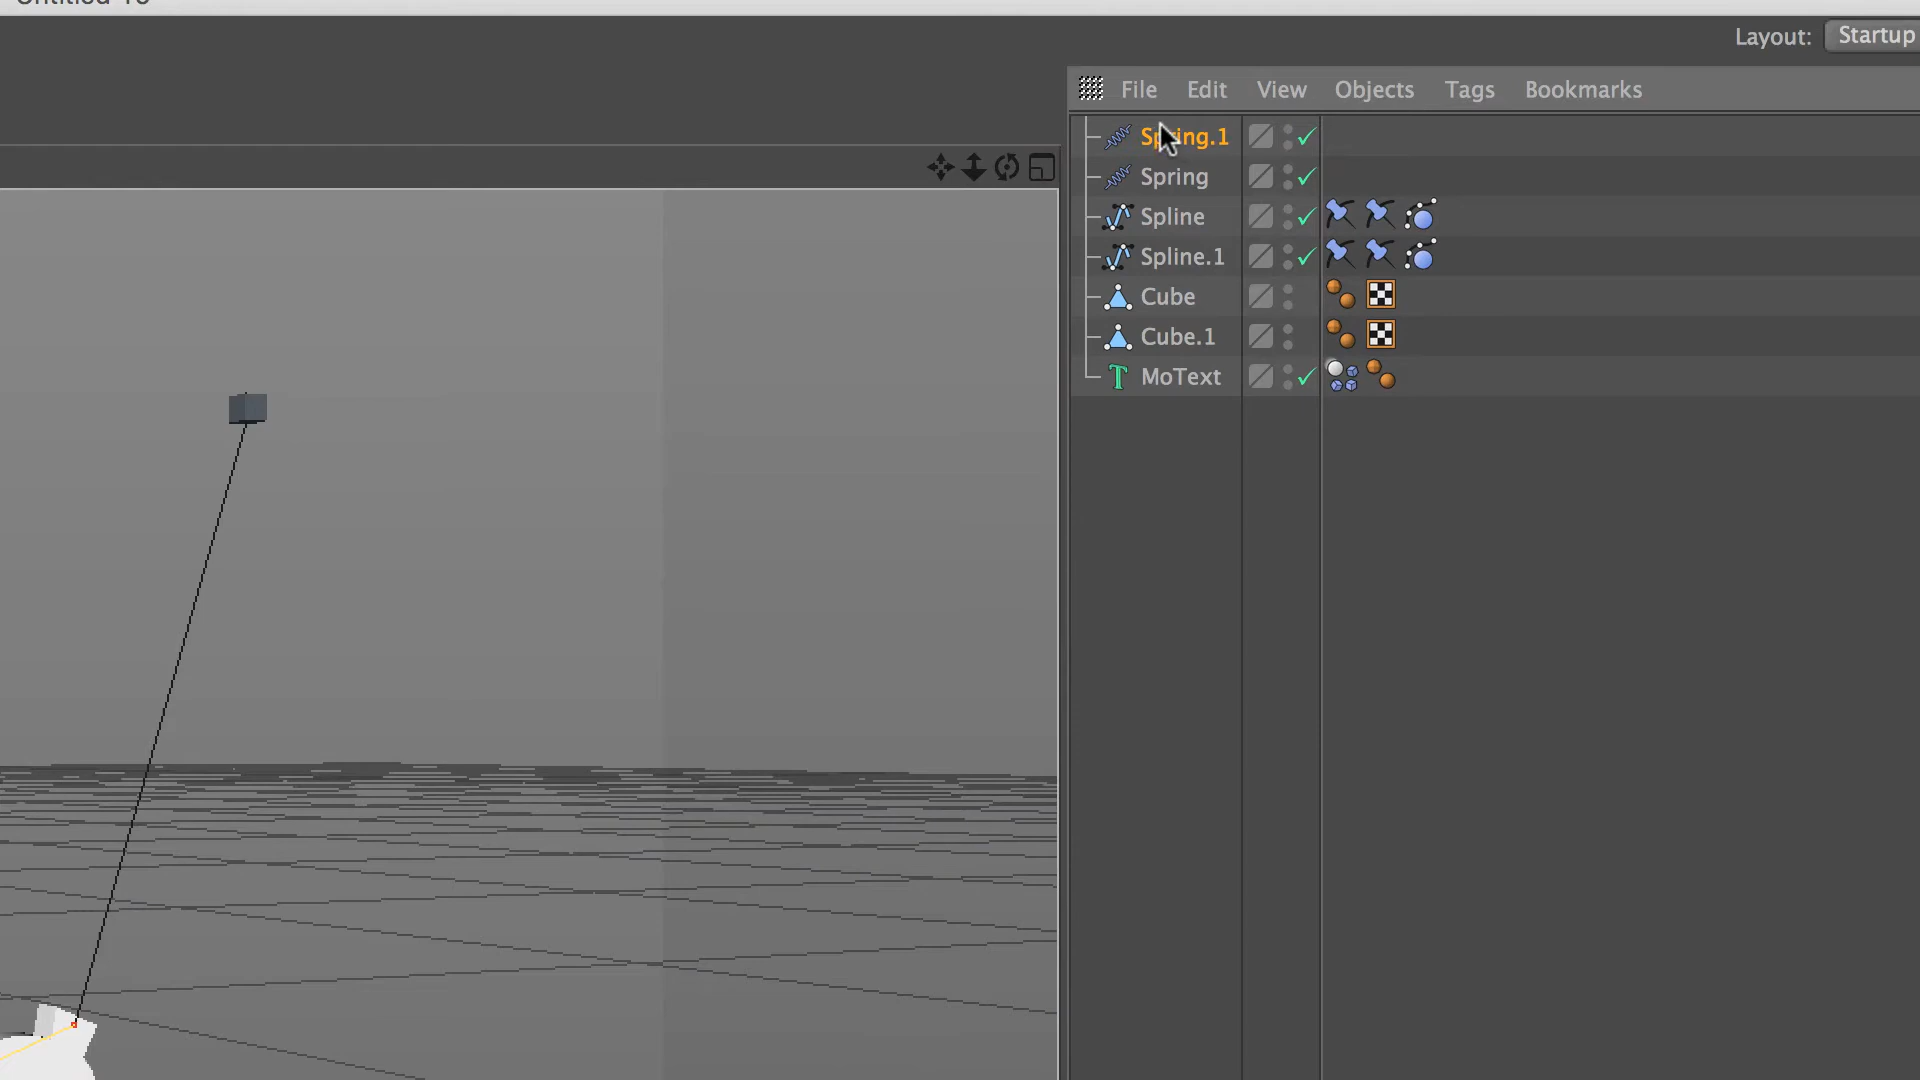 Layout: Startup
File Edit View Objects Tags Bookmarks
Spring.1
Spring
Spline
Spline.1
Cube
Cube.1
MoText